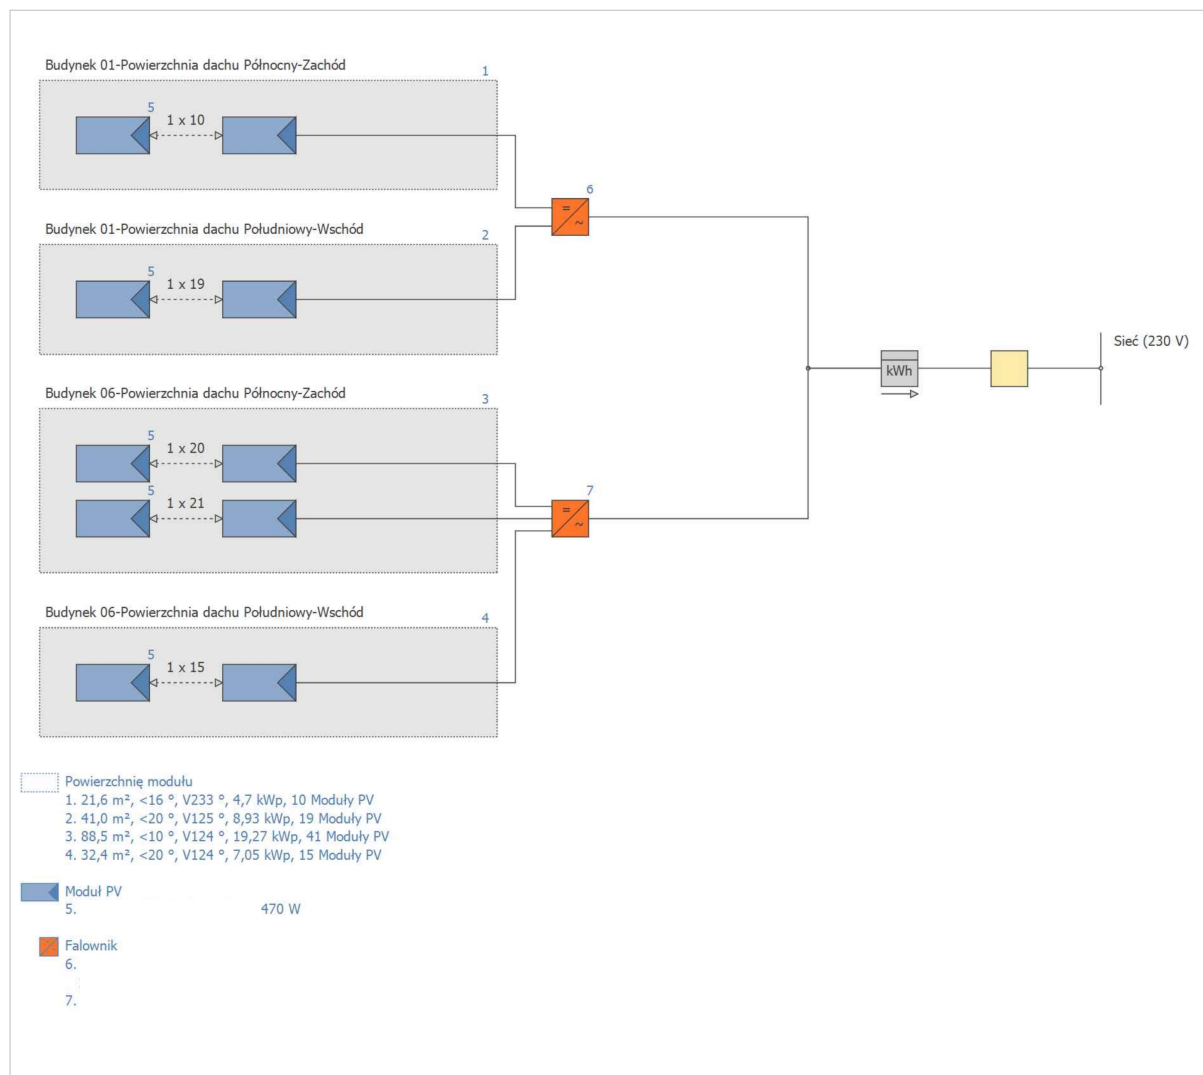 Budynek 01-Powierzchnia dachu Północny-Zachód
1
5
1 x 10
6
=
~
Budynek 01-Powierzchnia dachu Południowy-Wschód
2
5
1 x 19
Sieć (230 V)
kWh
Budynek 06-Powierzchnia dachu Północny-Zachód
3
5
1 x 20
5
1 x 21
7
=
~
Budynek 06-Powierzchnia dachu Południowy-Wschód
4
5
1 x 15
Powierzchnię modułu
1. 21,6 m², <16 °, V233 °, 4,7 kWp, 10 Moduły PV
2. 41,0 m², <20 °, V125 °, 8,93 kWp, 19 Moduły PV
3. 88,5 m², <10 °, V124 °, 19,27 kWp, 41 Moduły PV
4. 32,4 m², <20 °, V124 °, 7,05 kWp, 15 Moduły PV
Moduł PV
5. 470 W
Falownik
6.
7.